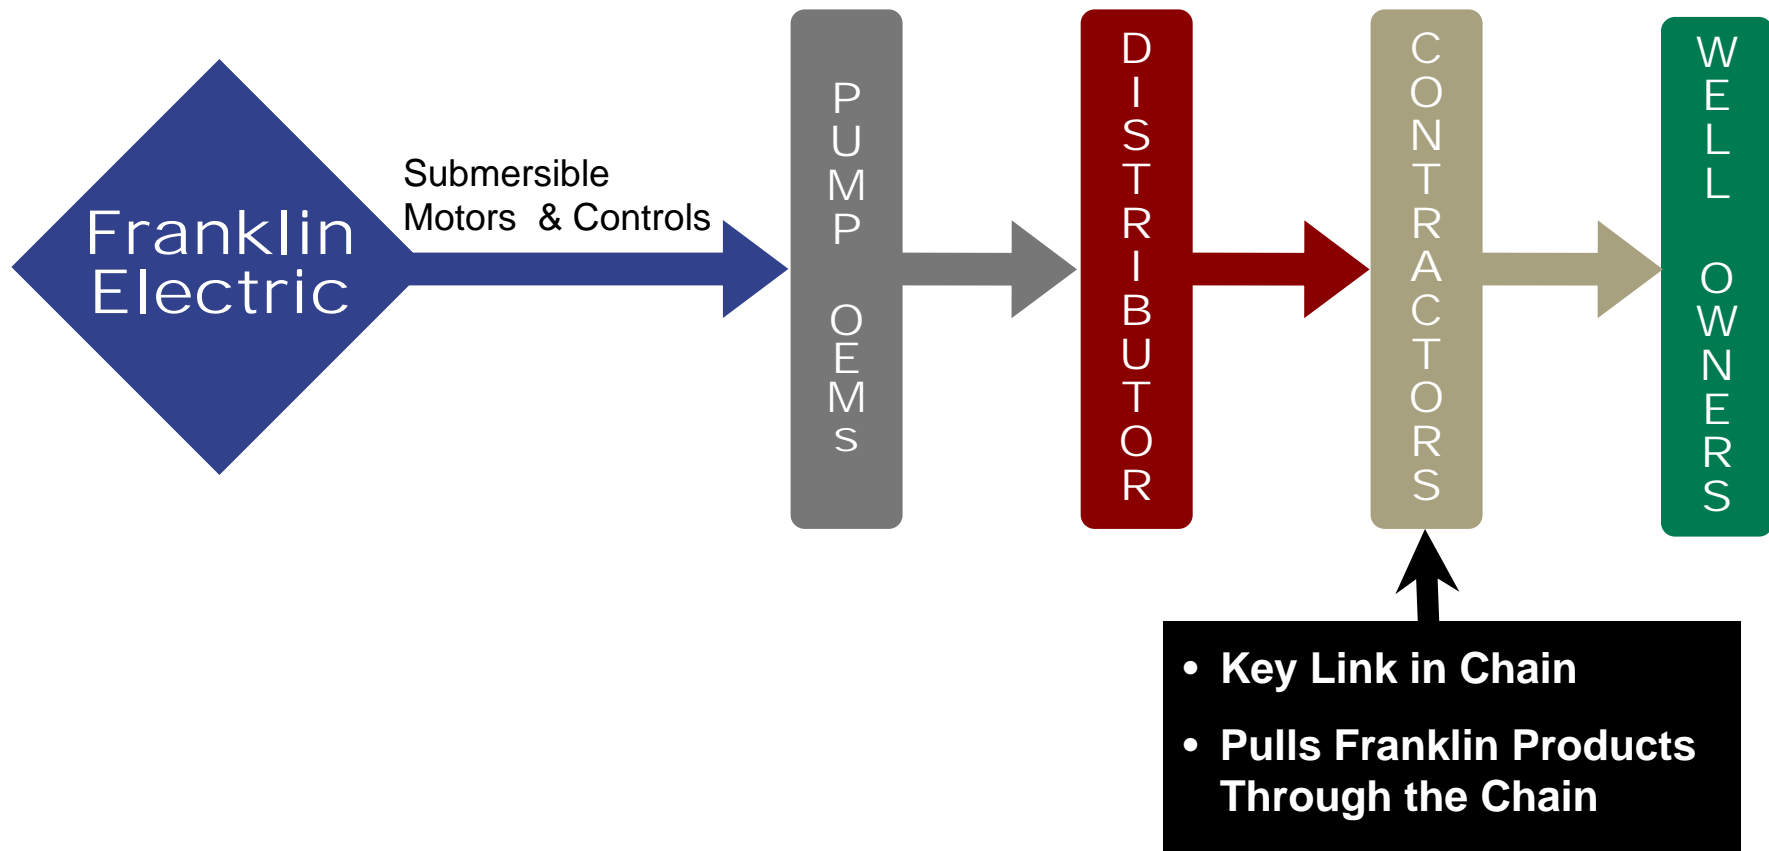 Franklin
Electric
Submersible
Motors & Controls
PUMP OEMs
DISTRIBUTOR
CONTRACTORS
WELL OWNERS
• Key Link in Chain
• Pulls Franklin Products
Through the Chain